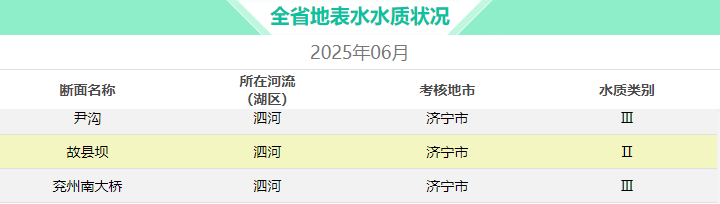 全省地表水水质状况
2025年06月
断面名称 所在河流（湖区） 考核地市 水质类别
尹沟 泗河 济宁市 Ⅲ
故县坝 泗河 济宁市 Ⅱ
兖州南大桥 泗河 济宁市 Ⅲ